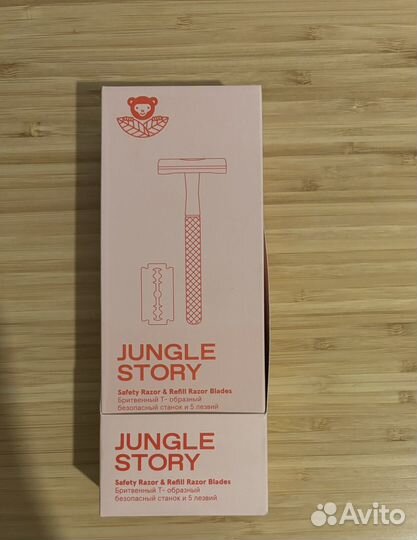 JUNGLE
STORY
Safety Razor & Refill Razor Blades
Бритвенный Т- образный
безопасный станок и 5 лезвий
JUNGLE
STORY
Safety Razor & Refill Razor Blades
Бритвенный Т- образный
безопасный станок и 5 лезвий
Avito